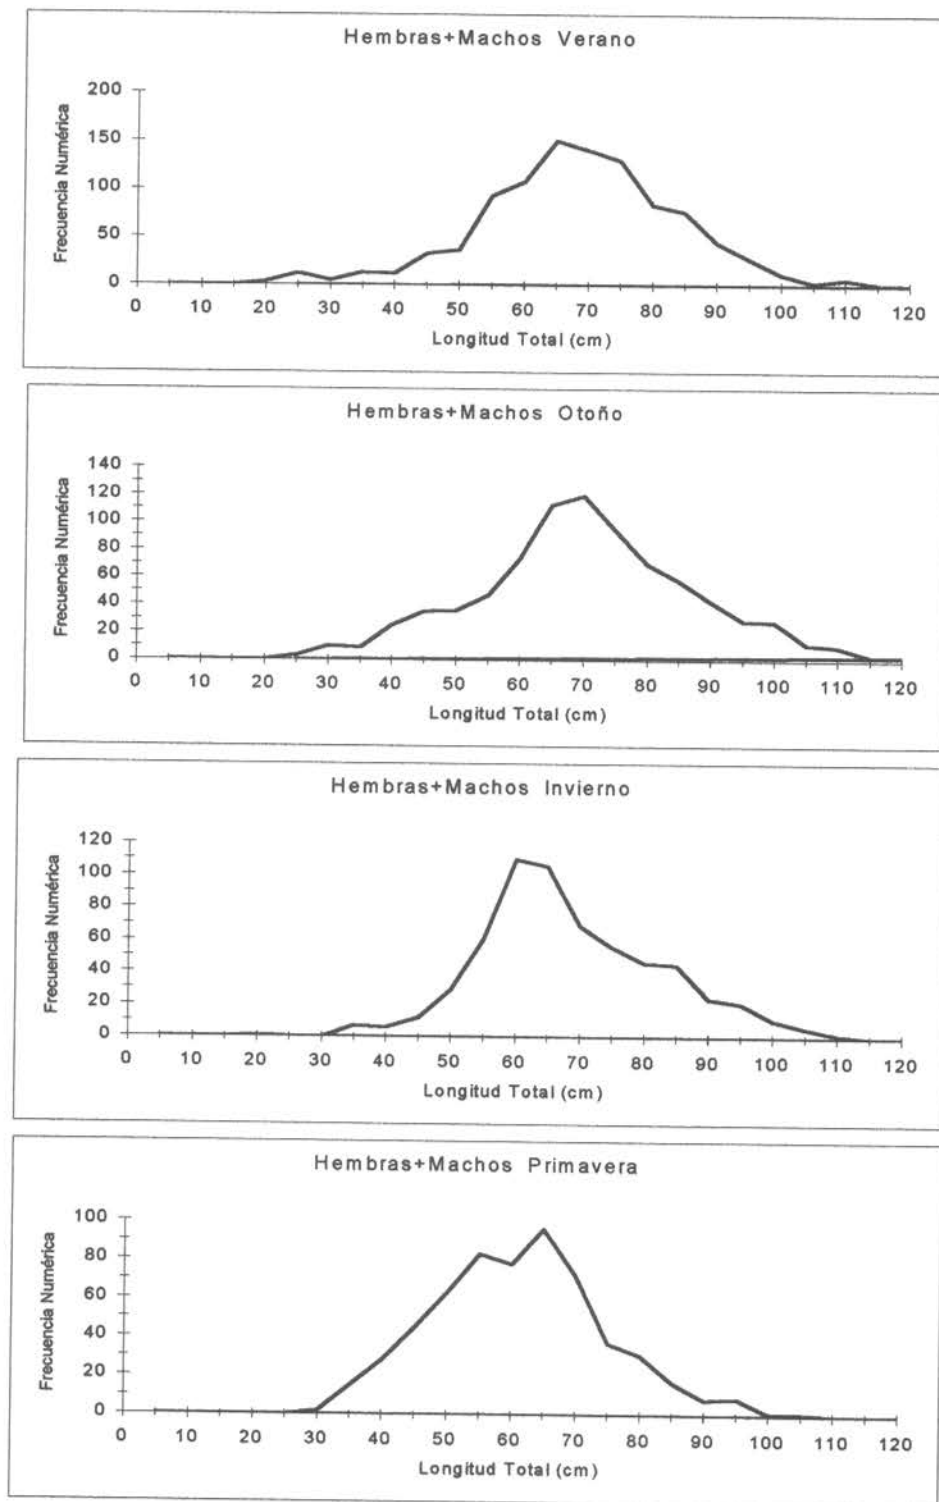 Hembras+Machos Verano
Frecuencia Numérica
200
150
100
50
0
0 10 20 30 40 50 60 70 80 90 100 110 120
Longitud Total (cm)
Hembras+Machos Otoño
Frecuencia Numérica
140
120
100
80
60
40
20
0
0 10 20 30 40 50 60 70 80 90 100 110 120
Longitud Total (cm)
Hembras+Machos Invierno
Frecuencia Numérica
120
100
80
60
40
20
0
0 10 20 30 40 50 60 70 80 90 100 110 120
Longitud Total (cm)
Hembras+Machos Primavera
Frecuencia Numérica
100
80
60
40
20
0
0 10 20 30 40 50 60 70 80 90 100 110 120
Longitud Total (cm)